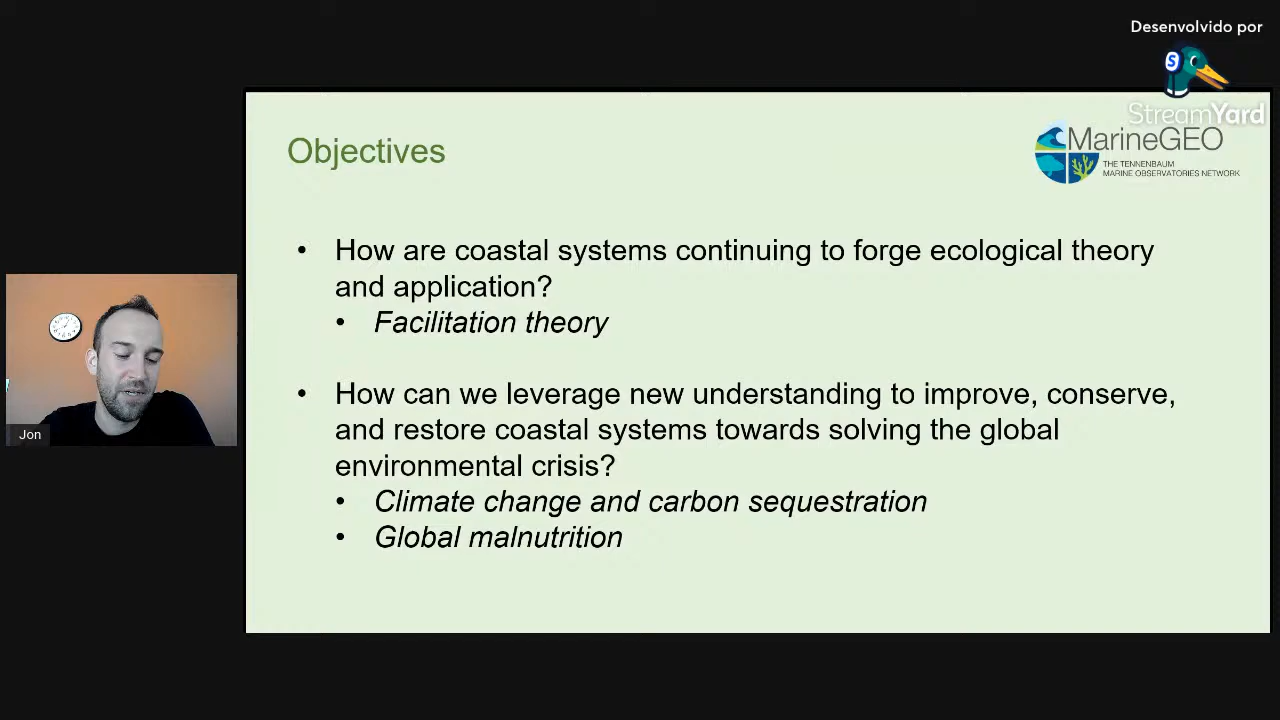 Desenvolvido por
S
StreamYard
Objectives
MarineGEO
THE TENNENBAUM
MARINE OBSERVATORIES NETWORK
• How are coastal systems continuing to forge ecological theory
and application?
• Facilitation theory
• How can we leverage new understanding to improve, conserve,
and restore coastal systems towards solving the global
environmental crisis?
• Climate change and carbon sequestration
• Global malnutrition
Jon